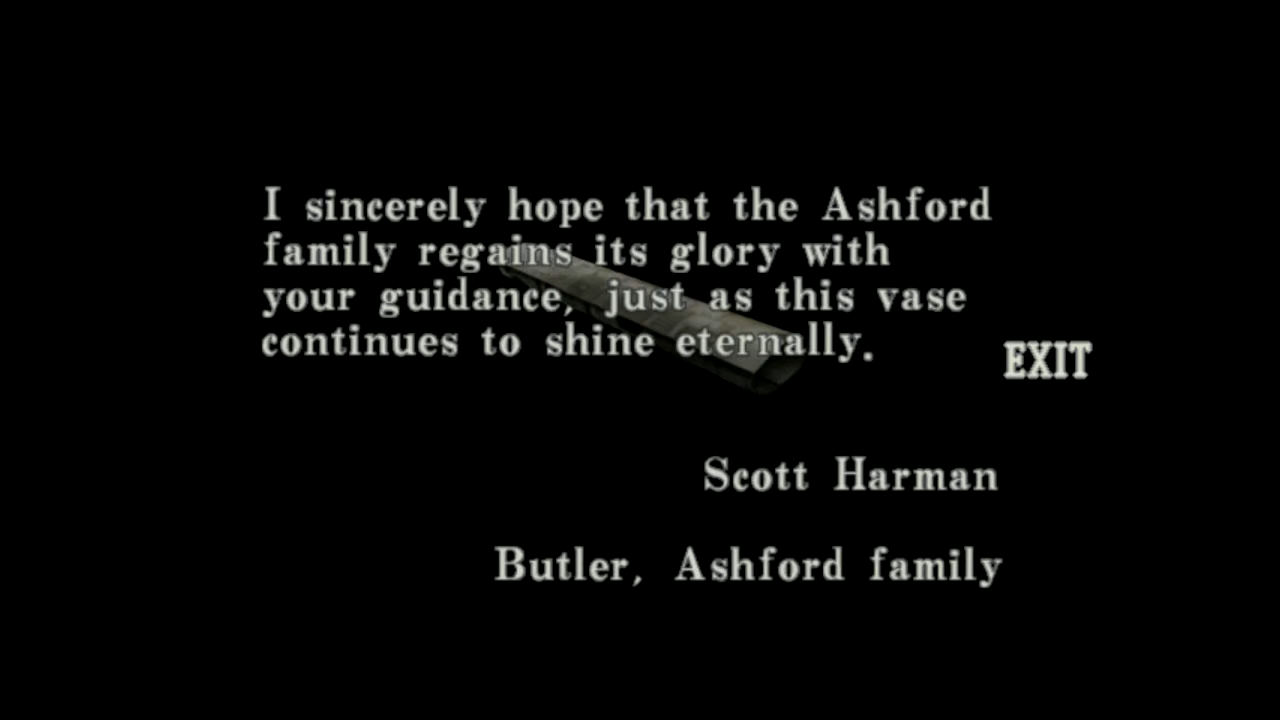 I sincerely hope that the Ashford
family regains its glory with
your guidance, just as this vase
continues to shine eternally.
EXIT
Scott Harman
Butler, Ashford family